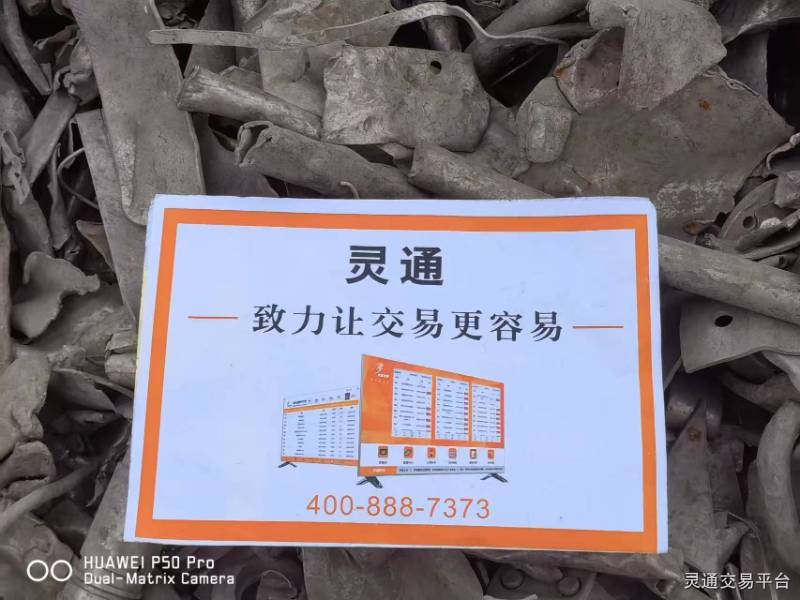 灵通
致力让交易更容易
400-888-7373
HUAWEI P50 Pro
Dual-Matrix Camera
灵通交易平台